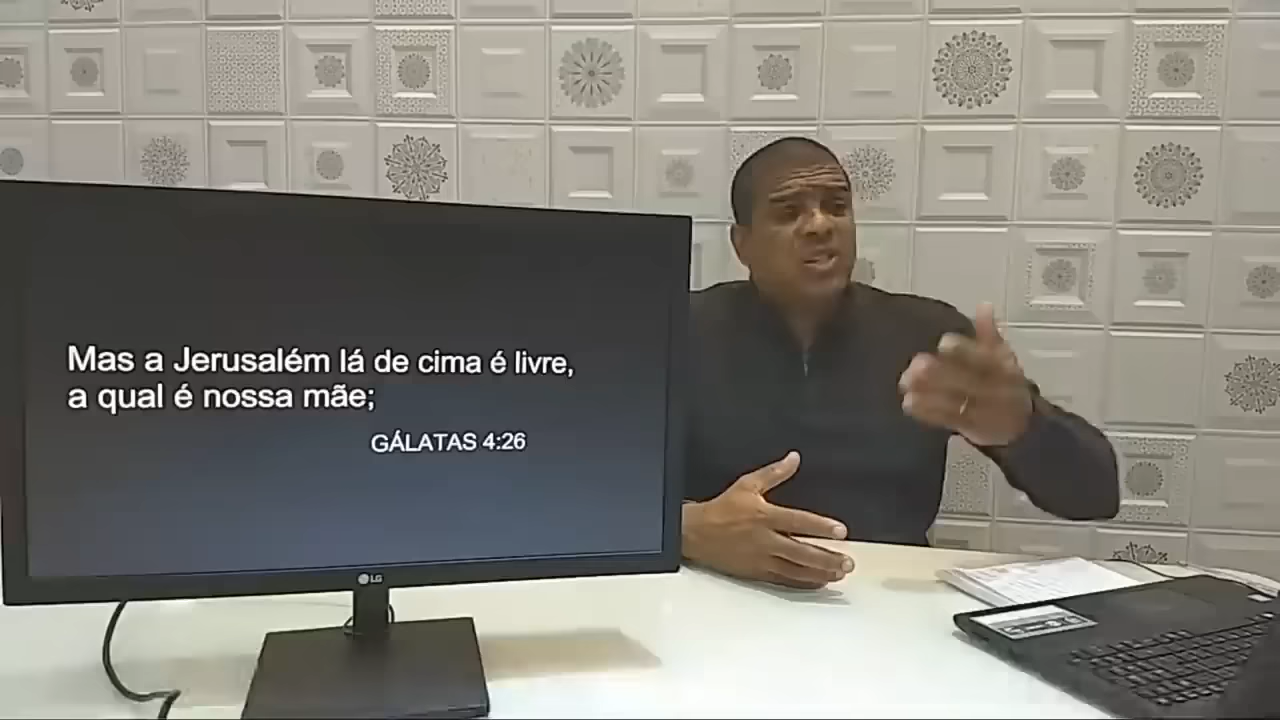 Mas a Jerusalém lá de cima é livre,
a qual é nossa mãe;
GÁLATAS 4:26
LG